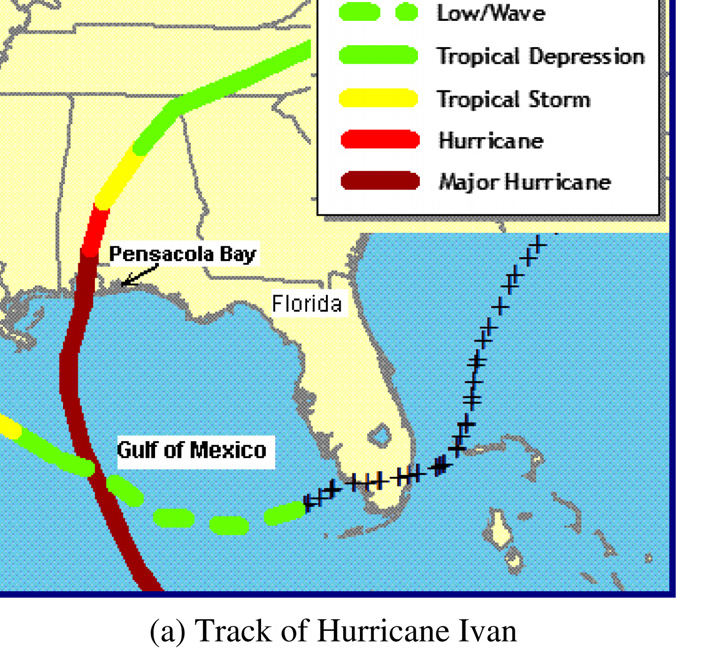 Low/Wave
Tropical Depression
Tropical Storm
Hurricane
Major Hurricane
Pensacola Bay
Florida
Gulf of Mexico
(a) Track of Hurricane Ivan